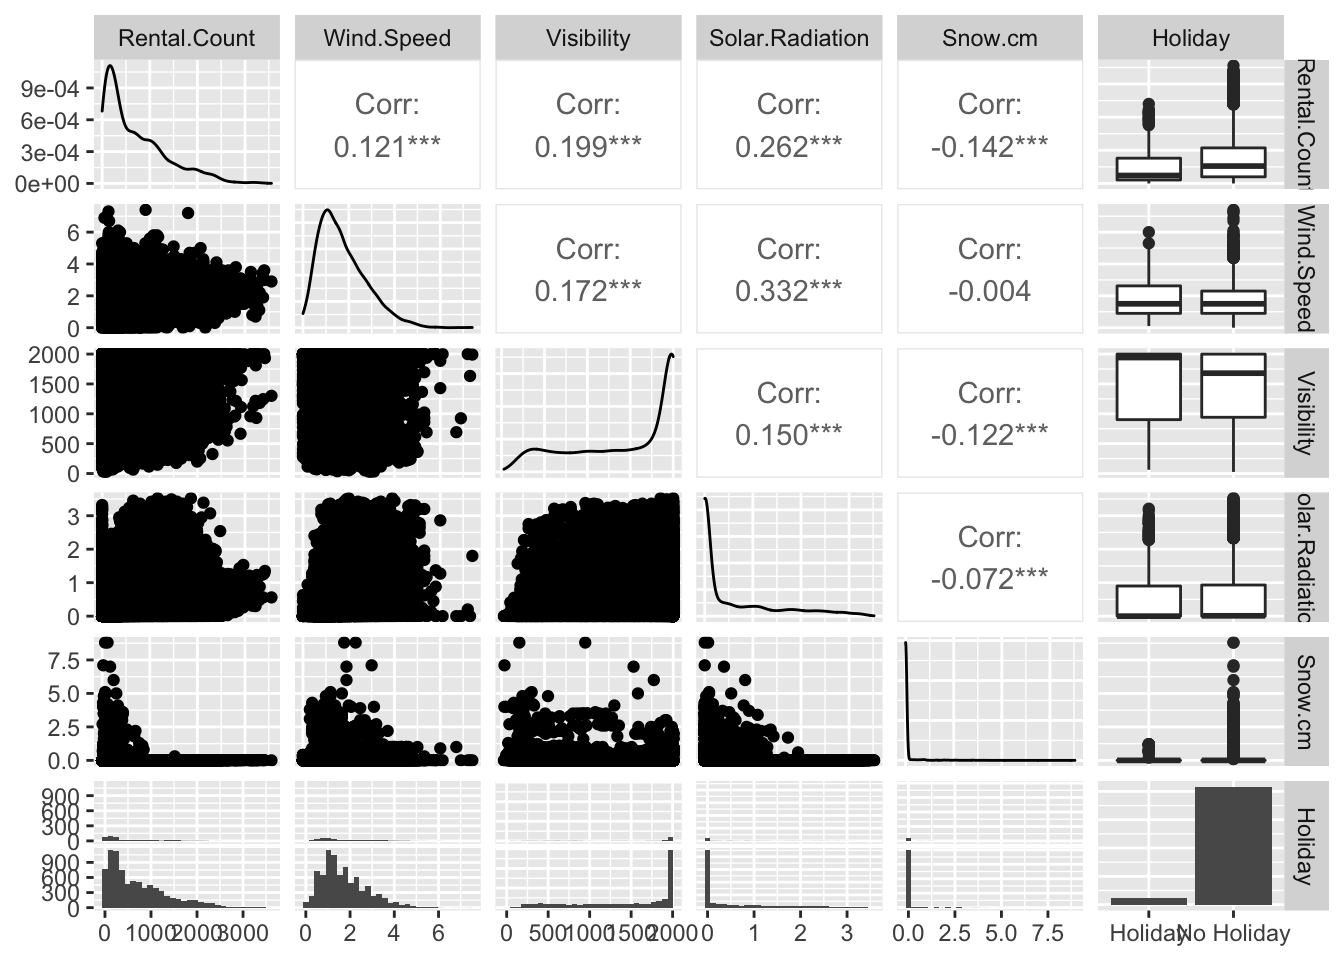 Rental.Count Wind.Speed Visibility Solar.Radiation Snow.cm Holiday
9e-04
6e-04
3e-04
0e+00
Corr:
0.121***
Corr:
0.199***
Corr:
0.262***
Corr:
-0.142***
Rental.Count
6
4
2
0
Corr:
0.172***
Corr:
0.332***
Corr:
-0.004
Wind.Speed
2000
1500
1000
500
0
Corr:
0.150***
Corr:
-0.122***
Visibility
3
2
1
0
Corr:
-0.072***
olar.Radiatio
7.5
5.0
2.5
0.0
Snow.cm
900
600
300
0
900
600
300
0
Holiday
0 1000 2000 3000 0 2 4 6 0 500 1000 1500 2000 0 1 2 3 0.0 2.5 5.0 7.5 Holiday No Holiday